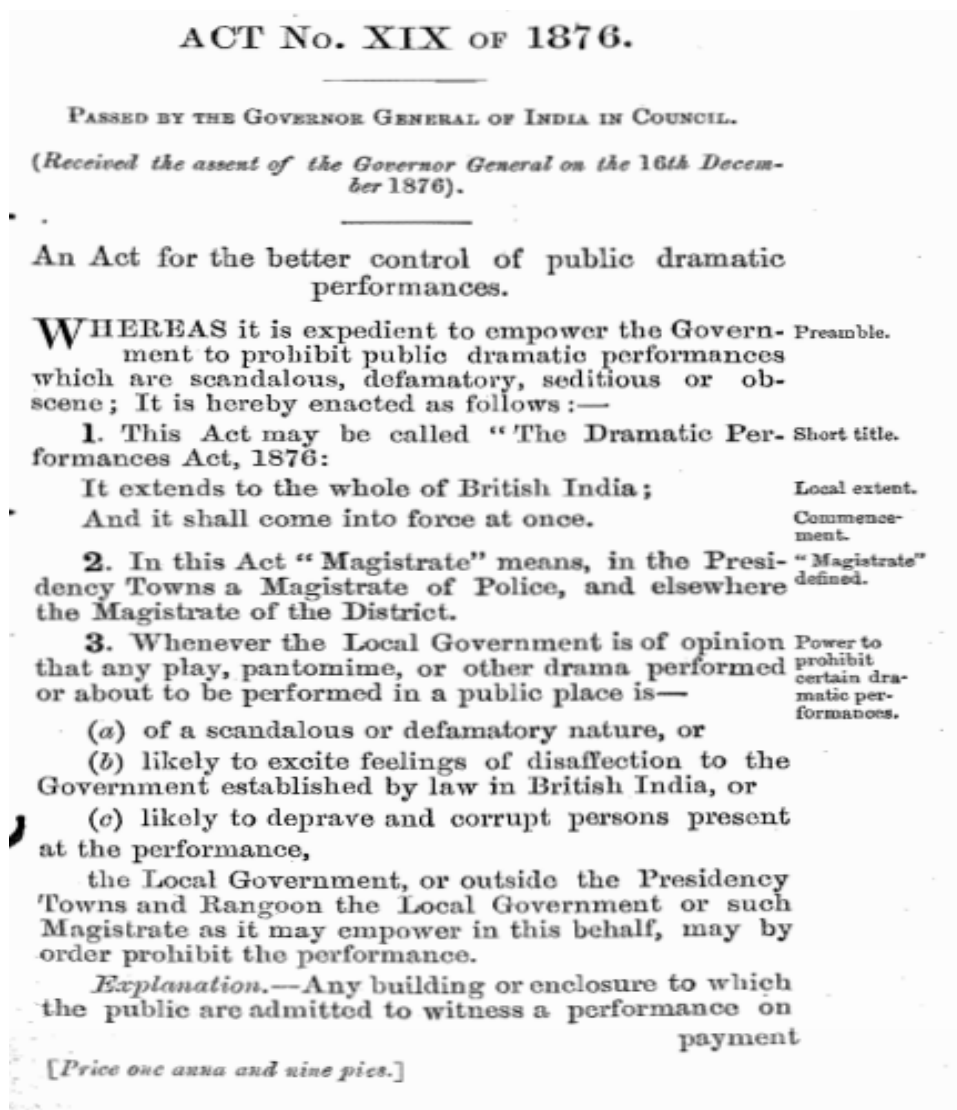 ACT No. XIX OF 1876.
PASSED BY THE GOVERNOR GENERAL OF INDIA IN COUNCIL.
(Received the assent of the Governor General on the 16th Decem-
ber 1876).
An Act for the better control of public dramatic
performances.
WHEREAS it is expedient to empower the Govern-
Preamble.
ment to prohibit public dramatic performances
which are scandalous, defamatory, seditious or ob-
scene; It is hereby enacted as follows:—
1. This Act may be called "The Dramatic Per-
Short title.
formances Act, 1876:
It extends to the whole of British India;
Local extent.
And it shall come into force at once.
Commence-
ment.
2. In this Act "Magistrate" means, in the Presi-
dency Towns a Magistrate of Police, and elsewhere
the Magistrate of the District.
"Magistrate"
defined.
3. Whenever the Local Government is of opinion
that any play, pantomime, or other drama performed
or about to be performed in a public place is—
Power to
prohibit
certain dra-
matic per-
formances.
(a) of a scandalous or defamatory nature, or
(b) likely to excite feelings of disaffection to the
Government established by law in British India, or
(c) likely to deprave and corrupt persons present
at the performance,
the Local Government, or outside the Presidency
Towns and Rangoon the Local Government or such
Magistrate as it may empower in this behalf, may by
order prohibit the performance.
Explanation.—Any building or enclosure to which
the public are admitted to witness a performance on
payment
[Price one anna and nine pies.]